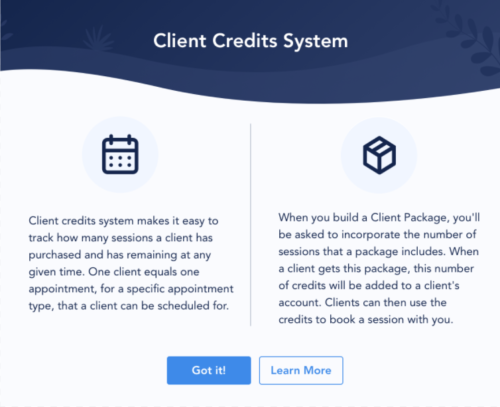 Client Credits System
Client credits system makes it easy to
track how many sessions a client has
purchased and has remaining at any
given time. One client equals one
appointment, for a specific appointment
type, that a client can be scheduled for.
When you build a Client Package, you'll
be asked to incorporate the number of
sessions that a package includes. When
a client gets this package, this number
of credits will be added to a client's
account. Clients can then use the
credits to book a session with you.
Got it!
Learn More